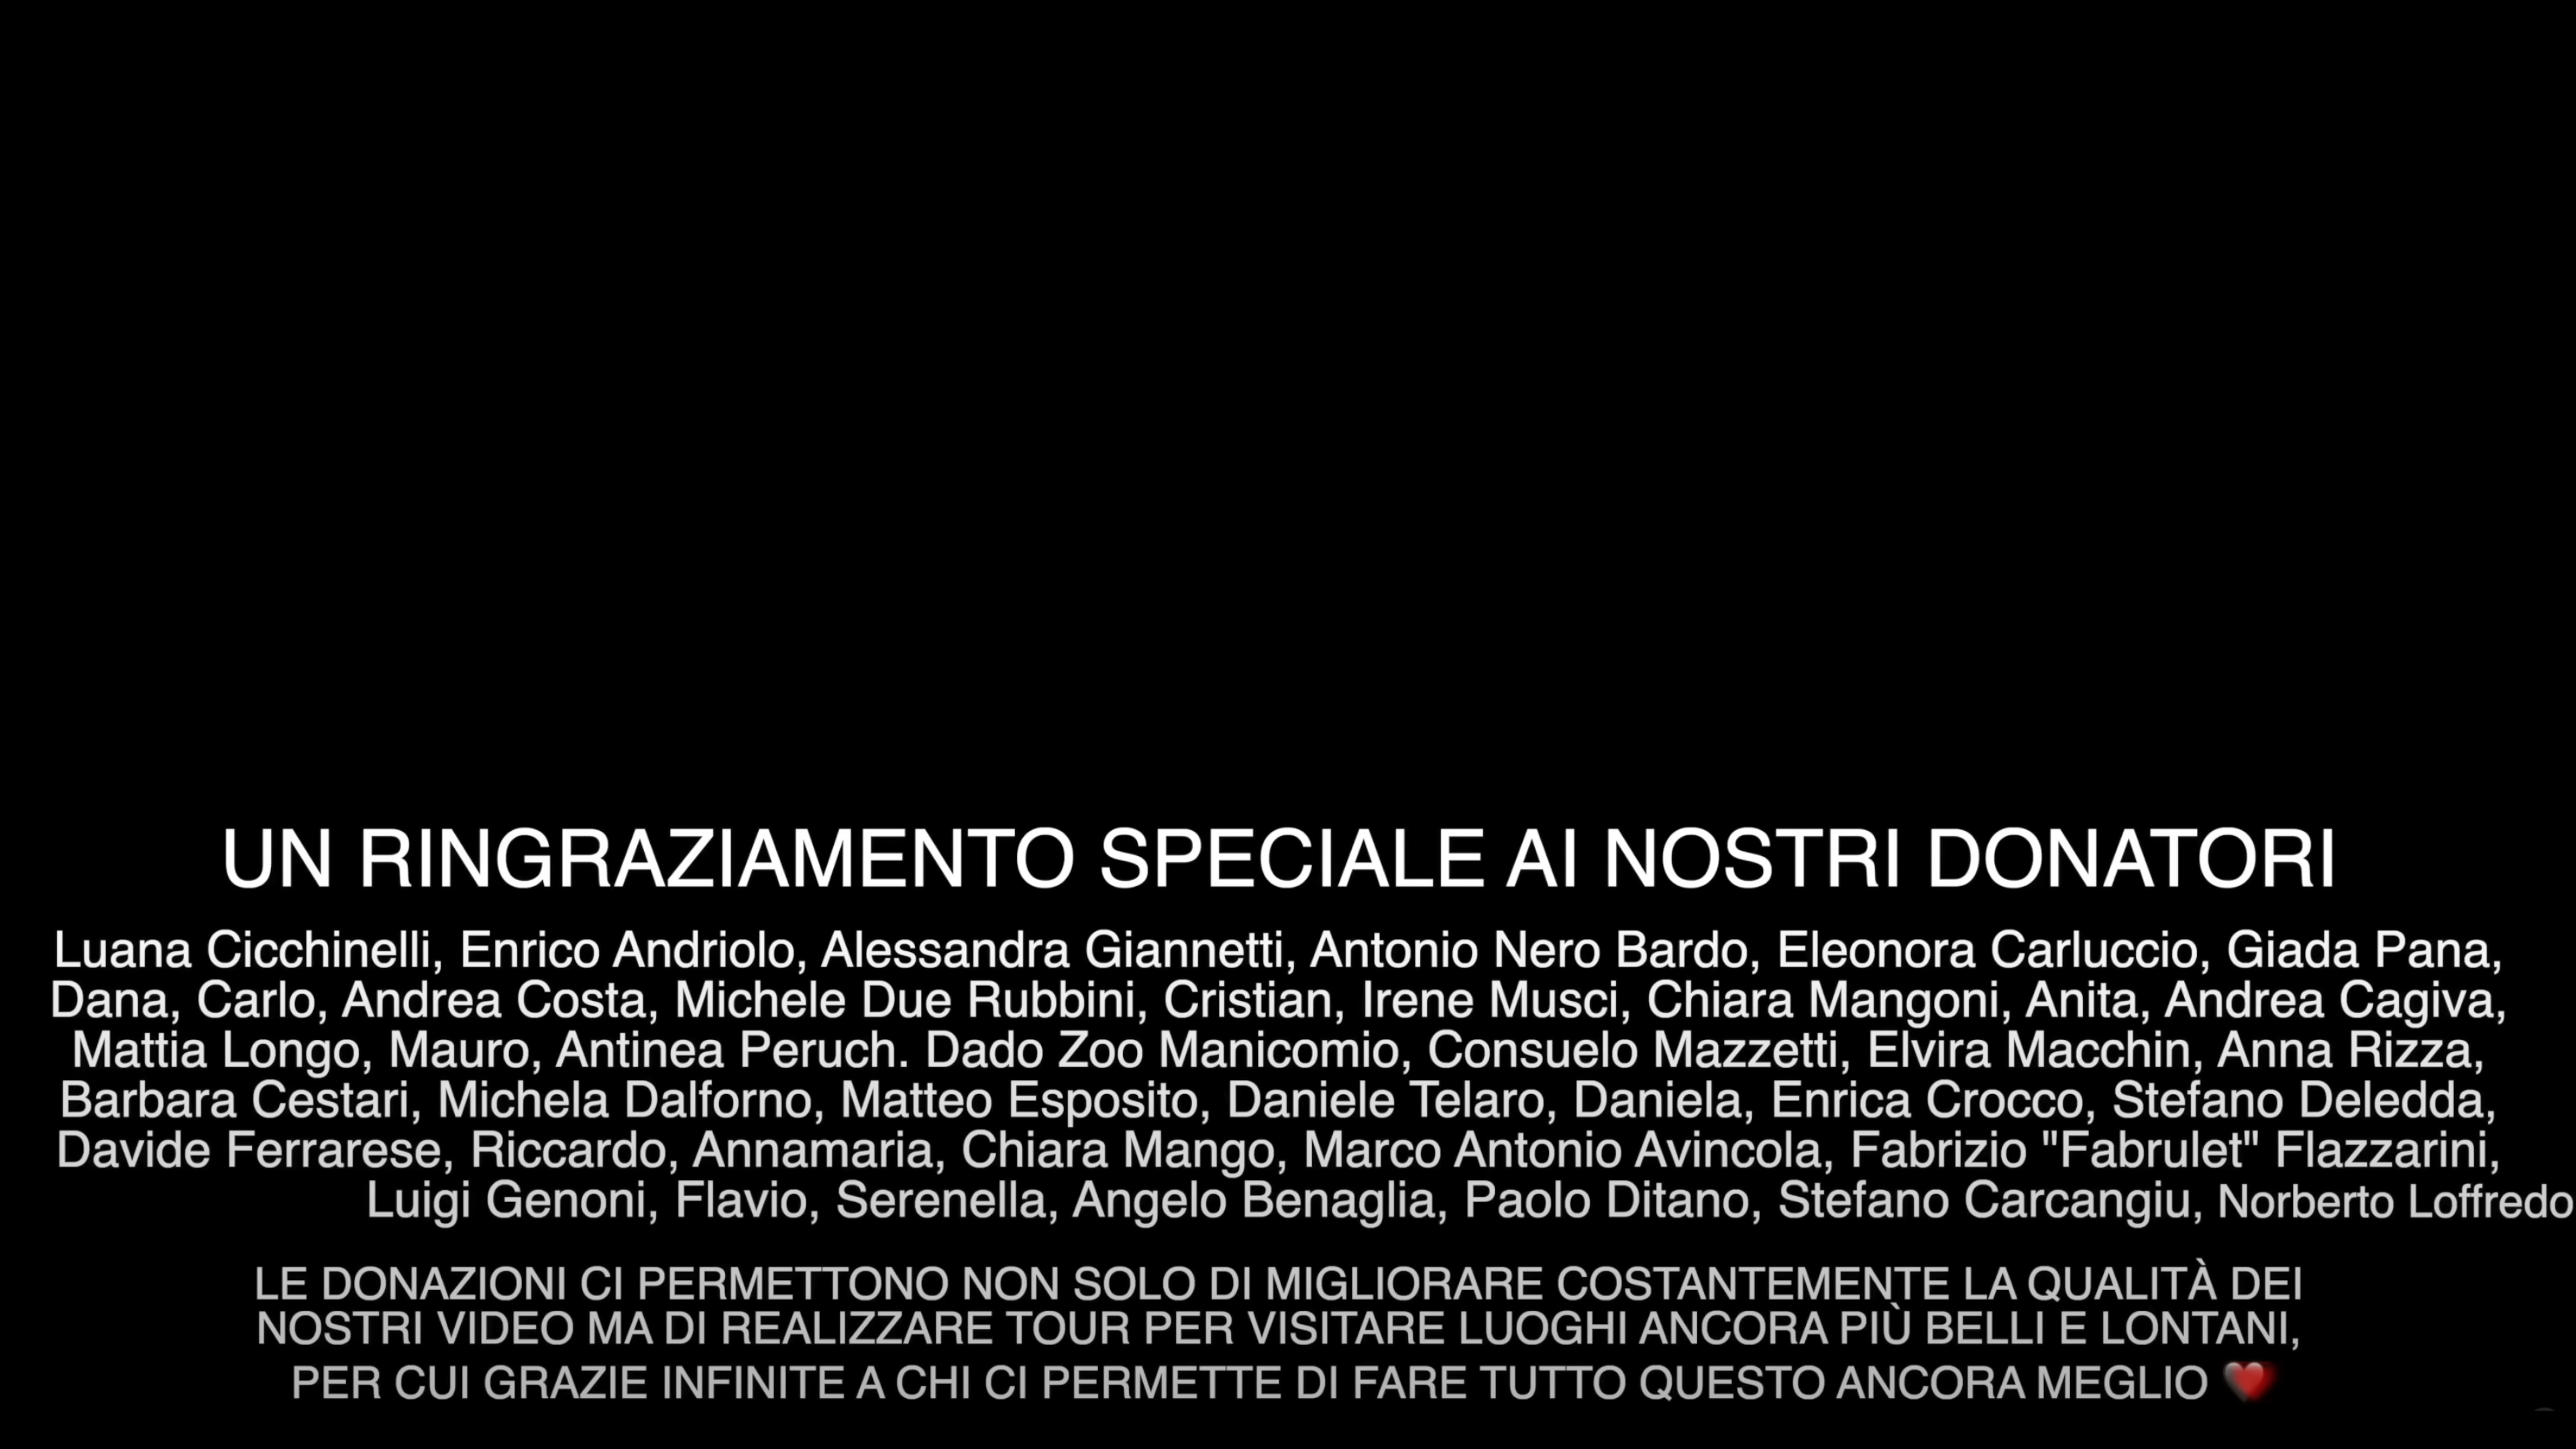 UN RINGRAZIAMENTO SPECIALE AI NOSTRI DONATORI
Luana Cicchinelli, Enrico Andriolo, Alessandra Giannetti, Antonio Nero Bardo, Eleonora Carluccio, Giada Pana,
Dana, Carlo, Andrea Costa, Michele Due Rubbini, Cristian, Irene Musci, Chiara Mangoni, Anita, Andrea Cagiva,
Mattia Longo, Mauro, Antinea Peruch. Dado Zoo Manicomio, Consuelo Mazzetti, Elvira Macchin, Anna Rizza,
Barbara Cestari, Michela Dalforno, Matteo Esposito, Daniele Telaro, Daniela, Enrica Crocco, Stefano Deledda,
Davide Ferrarese, Riccardo, Annamaria, Chiara Mango, Marco Antonio Avincola, Fabrizio "Fabrulet" Flazzarini,
Luigi Genoni, Flavio, Serenella, Angelo Benaglia, Paolo Ditano, Stefano Carcangiu, Norberto Loffredo
LE DONAZIONI CI PERMETTONO NON SOLO DI MIGLIORARE COSTANTEMENTE LA QUALITÀ DEI
NOSTRI VIDEO MA DI REALIZZARE TOUR PER VISITARE LUOGHI ANCORA PIÙ BELLI E LONTANI,
PER CUI GRAZIE INFINITE A CHI CI PERMETTE DI FARE TUTTO QUESTO ANCORA MEGLIO ❤️